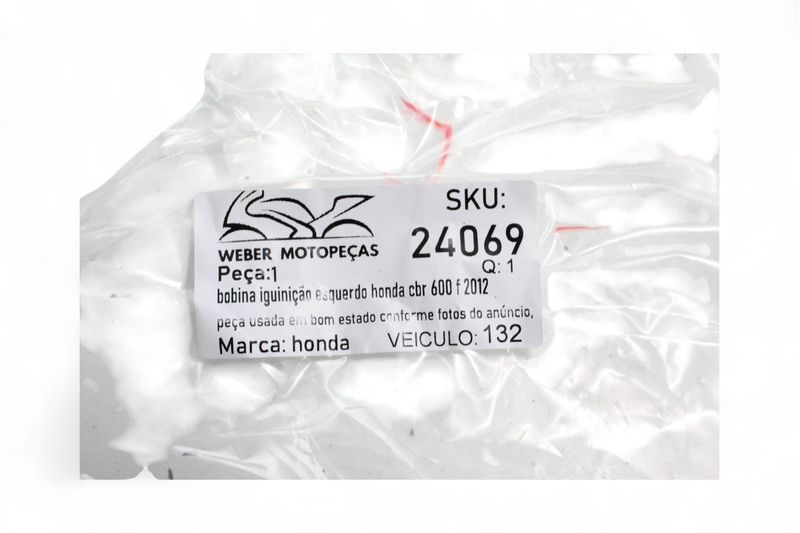 WEBER MOTOPEÇAS
SKU:
24069
Q: 1
Peça:1
bobina iguinição esquerdo honda cbr 600 f 2012
peça usada em bom estado conforme fotos do anúncio,
Marca: honda
VEICULO: 132